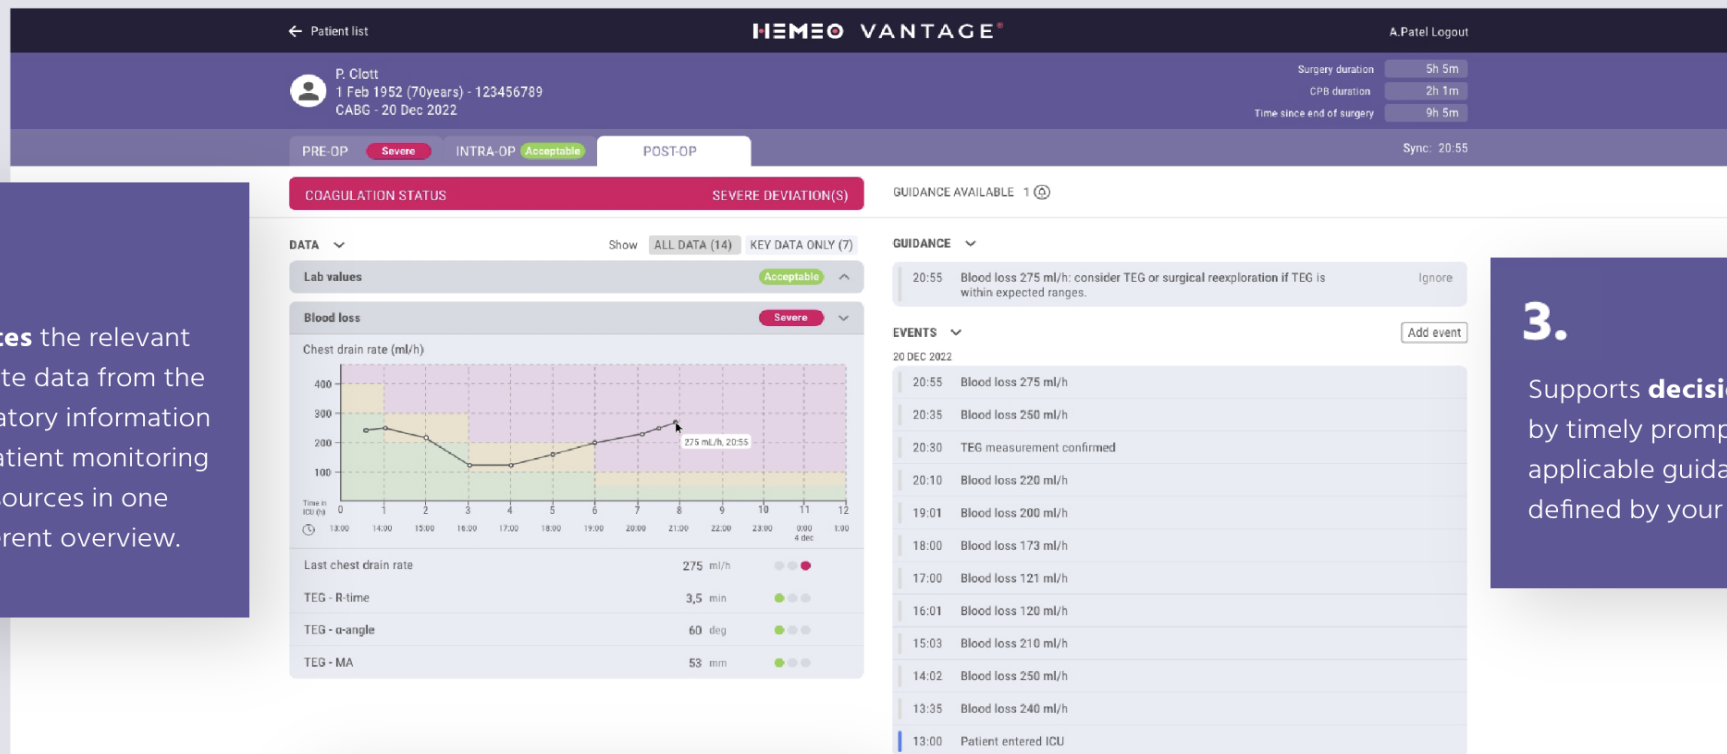 Patient list
HEMEO VANTAGE
A.Patel Logout
P. Clott
1 Feb 1952 (70years) - 123456789
CABG - 20 Dec 2022
Surgery duration 5h 5m
CPB duration 2h 1m
Time since end of surgery 9h 5m
PRE-OP Severe INTRA-OP Acceptable POST-OP
Sync: 20:55
COAGULATION STATUS SEVERE DEVIATION(S)
GUIDANCE AVAILABLE 1
DATA Show ALL DATA (14) KEY DATA ONLY (7)
Lab values Acceptable
Blood loss Severe
Chest drain rate (ml/h)
400
300
200
100
275 mL/h, 20:55
Time in
ICU (h) 0 1 2 3 4 5 6 7 8 9 10 11 12
13:00 14:00 15:00 16:00 17:00 18:00 19:00 20:00 21:00 22:00 23:00 0:00 1:00
4 dec
Last chest drain rate 275 ml/h
TEG - R-time 3,5 min
TEG - α-angle 60 deg
TEG - MA 53 mm
GUIDANCE
20:55 Blood loss 275 ml/h: consider TEG or surgical reexploration if TEG is
within expected ranges.
Ignore
EVENTS Add event
20 DEC 2022
20:55 Blood loss 275 ml/h
20:35 Blood loss 250 ml/h
20:30 TEG measurement confirmed
20:10 Blood loss 220 ml/h
19:01 Blood loss 200 ml/h
18:00 Blood loss 173 ml/h
17:00 Blood loss 121 ml/h
16:01 Blood loss 120 ml/h
15:03 Blood loss 210 ml/h
14:02 Blood loss 250 ml/h
13:35 Blood loss 240 ml/h
13:00 Patient entered ICU
the relevant
data from the
information
monitoring
in one
overview.
3.
Supports
by timely
applicable
defined by your